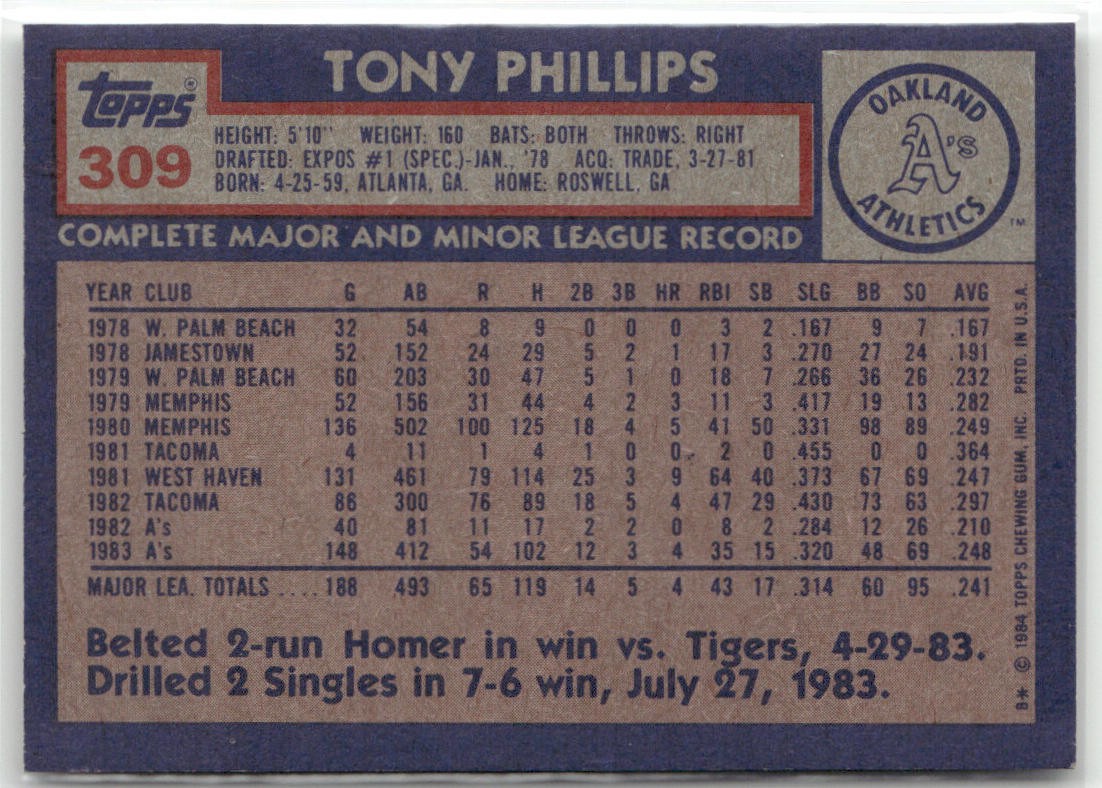 TONY PHILLIPS
topps®
309
HEIGHT: 5'10" WEIGHT: 160 BATS: BOTH THROWS: RIGHT
DRAFTED: EXPOS #1 (SPEC.)-JAN., '78 ACQ: TRADE, 3-27-81
BORN: 4-25-59, ATLANTA, GA. HOME: ROSWELL, GA
OAKLAND
A's
ATHLETICS
TM
COMPLETE MAJOR AND MINOR LEAGUE RECORD
YEAR CLUB G AB R H 2B 3B HR RBI SB SLG BB SO AVG
1978 W. PALM BEACH 32 54 8 9 0 0 0 3 2 .167 9 7 .167
1978 JAMESTOWN 52 152 24 29 5 2 1 17 3 .270 27 24 .191
1979 W. PALM BEACH 60 203 30 47 5 1 0 18 7 .266 36 26 .232
1979 MEMPHIS 52 156 31 44 4 2 3 11 3 .417 19 13 .282
1980 MEMPHIS 136 502 100 125 18 4 5 41 50 .331 98 89 .249
1981 TACOMA 4 11 1 4 1 0 0 2 0 .455 0 0 .364
1981 WEST HAVEN 131 461 79 114 25 3 9 64 40 .373 67 69 .247
1982 TACOMA 86 300 76 89 18 5 4 47 29 .430 73 63 .297
1982 A's 40 81 11 17 2 2 0 8 2 .284 12 26 .210
1983 A's 148 412 54 102 12 3 4 35 15 .320 48 69 .248
MAJOR LEA. TOTALS .... 188 493 65 119 14 5 4 43 17 .314 60 95 .241
Belted 2-run Homer in win vs. Tigers, 4-29-83.
Drilled 2 Singles in 7-6 win, July 27, 1983.
B* © 1984 TOPPS CHEWING GUM, INC. PRTD. IN U.S.A.